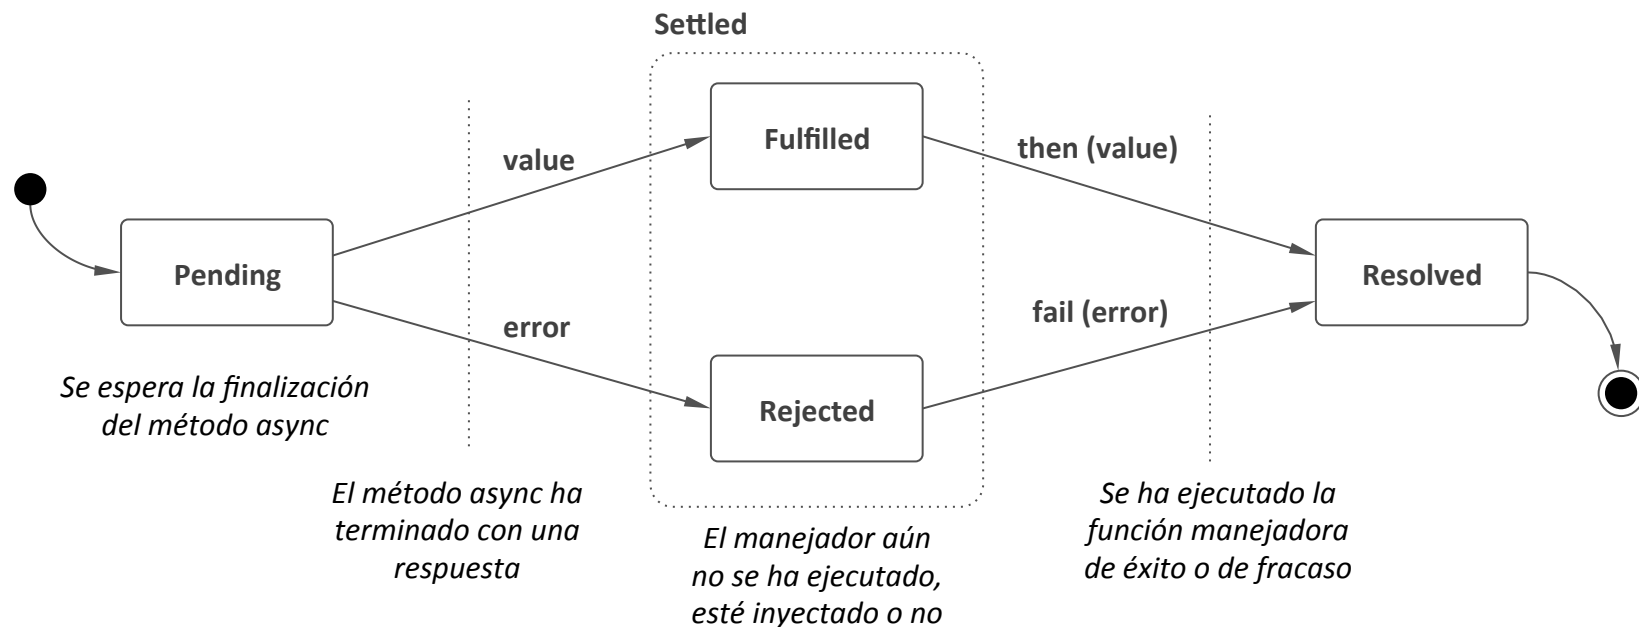 Settled
Fulfilled
value
then (value)
Pending
Resolved
error
fail (error)
Rejected
Se espera la finalización
del método async
El método async ha
terminado con una
respuesta
El manejador aún
no se ha ejecutado,
esté inyectado o no
Se ha ejecutado la
función manejadora
de éxito o de fracaso